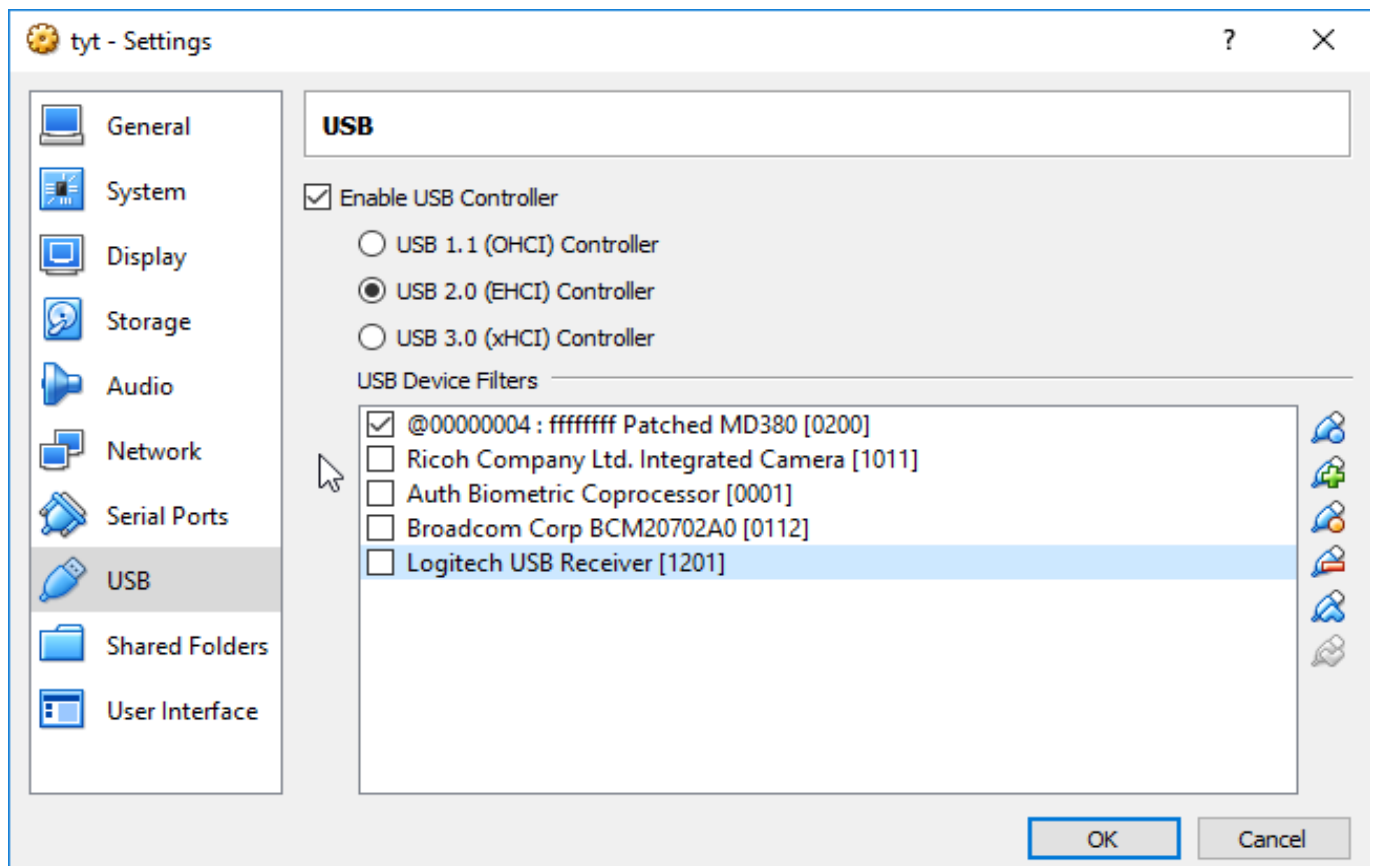 tyt - Settings
?
General
System
Display
Storage
Audio
Network
Serial Ports
USB
Shared Folders
User Interface
USB
Enable USB Controller
USB 1.1 (OHCI) Controller
USB 2.0 (EHCI) Controller
USB 3.0 (xHCI) Controller
USB Device Filters
@00000004 : ffffffff Patched MD380 [0200]
Ricoh Company Ltd. Integrated Camera [1011]
Auth Biometric Coprocessor [0001]
Broadcom Corp BCM20702A0 [0112]
Logitech USB Receiver [1201]
OK
Cancel